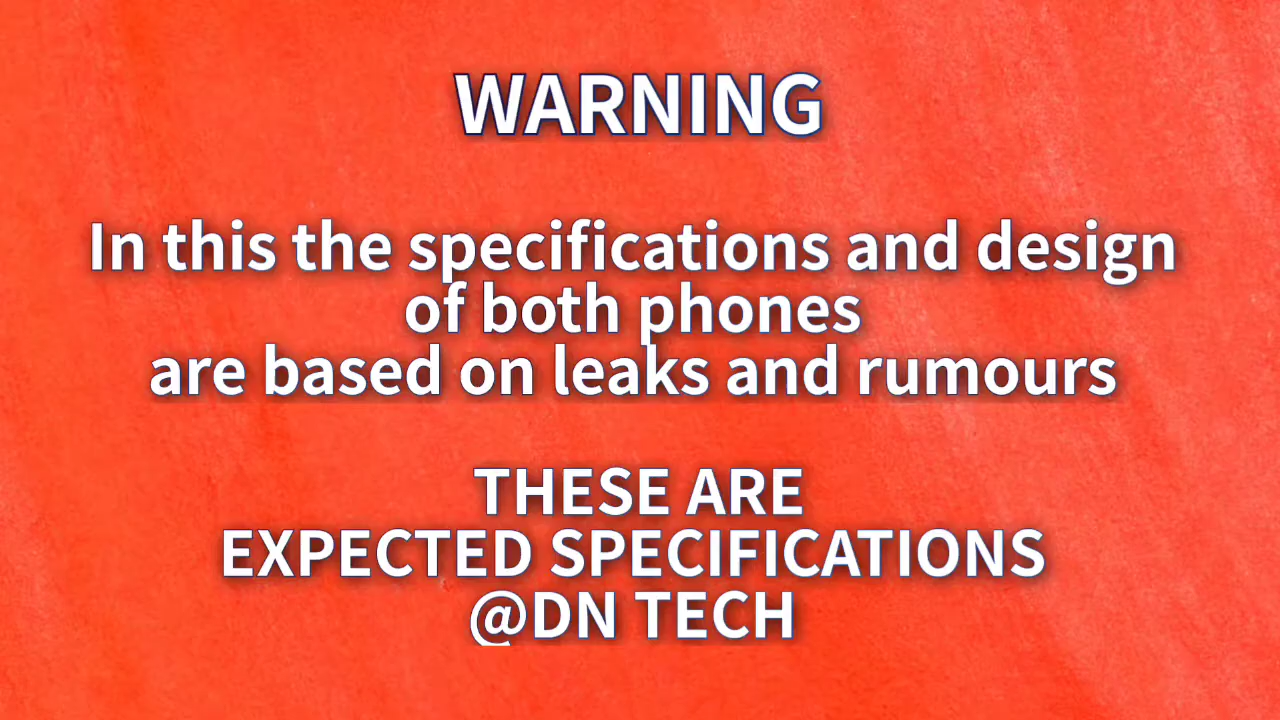 WARNING
In this the specifications and design
of both phones
are based on leaks and rumours
THESE ARE
EXPECTED SPECIFICATIONS
@DN TECH